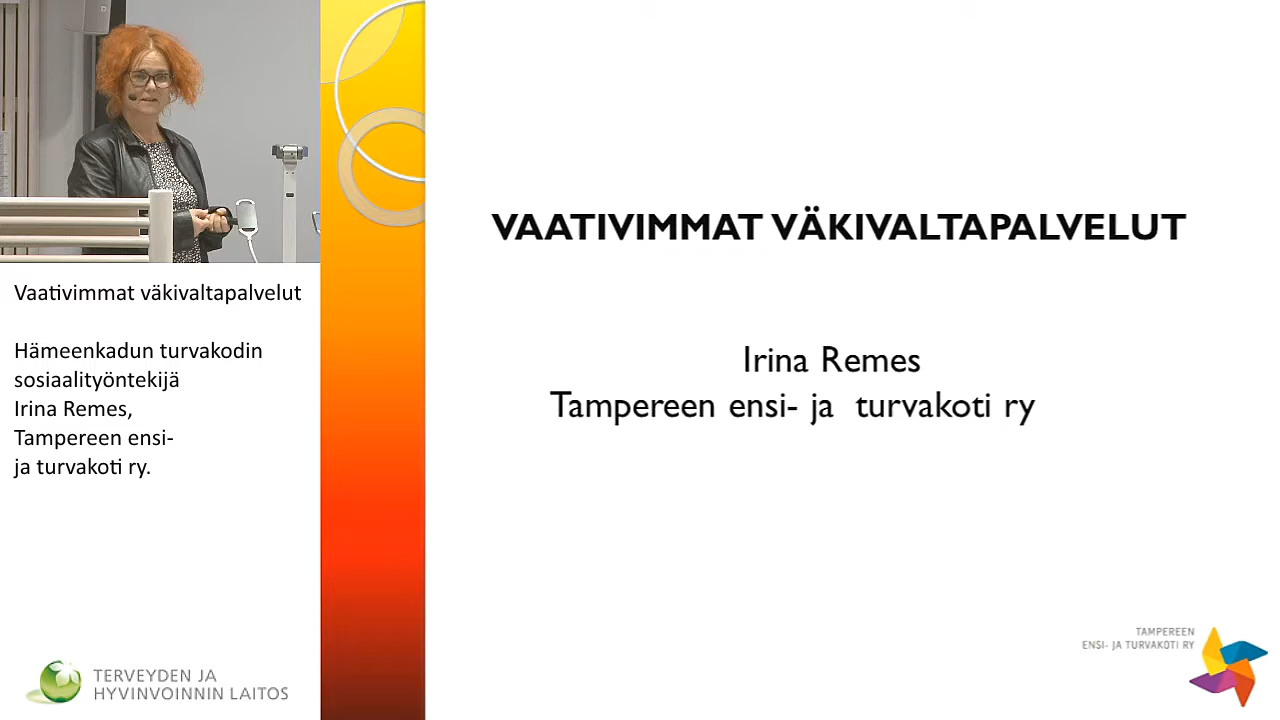 Vaativimmat väkivaltapalvelut
Hämeenkadun turvakodin
sosiaalityöntekijä
Irina Remes,
Tampereen ensi-
ja turvakoti ry.
TERVEYDEN JA
HYVINVOINNIN LAITOS
VAATIVIMMAT VÄKIVALTAPALVELUT
Irina Remes
Tampereen ensi- ja  turvakoti ry
TAMPEREEN
ENSI- JA TURVAKOTI RY